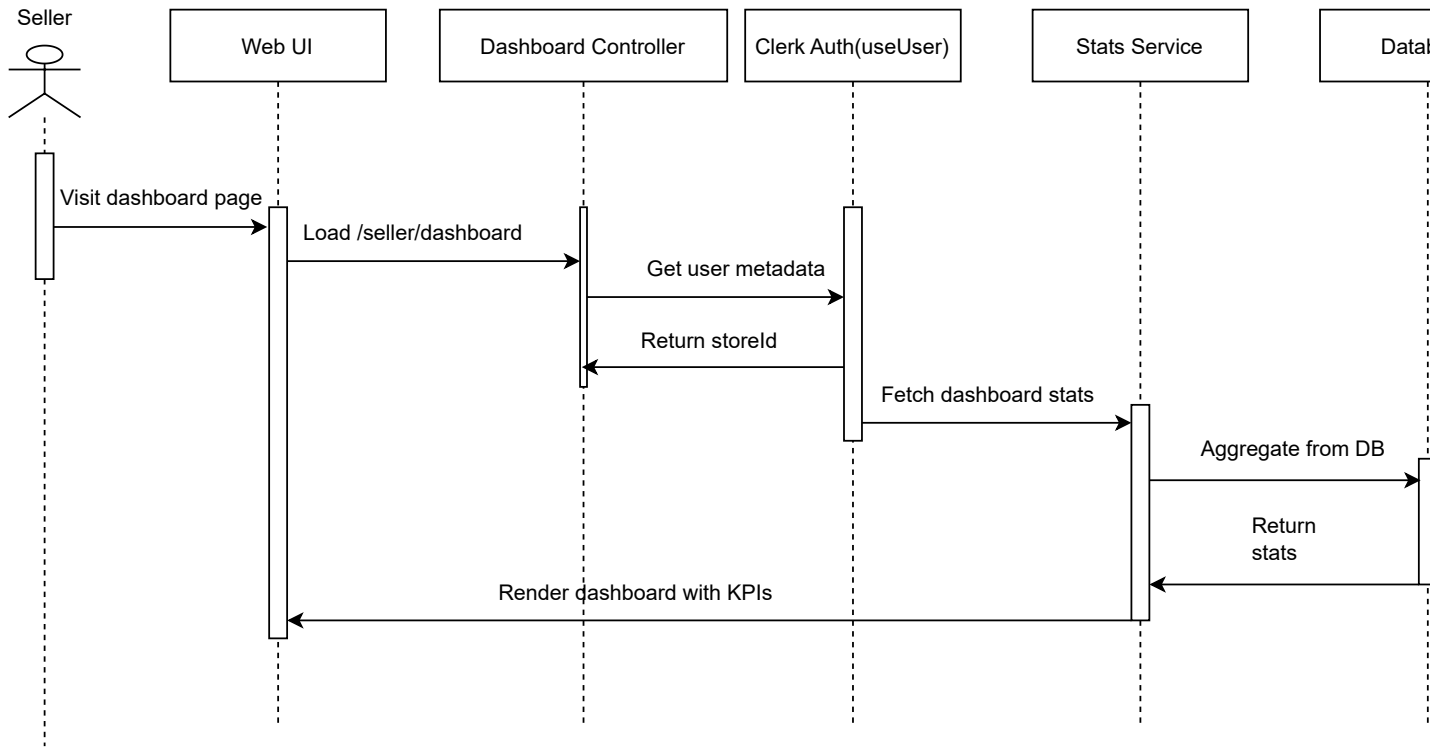 Seller
Web UI
Dashboard Controller
Clerk Auth(useUser)
Stats Service
Visit dashboard page
Load /seller/dashboard
Get user metadata
Return storeId
Fetch dashboard stats
Aggregate from DB
Return
stats
Render dashboard with KPIs